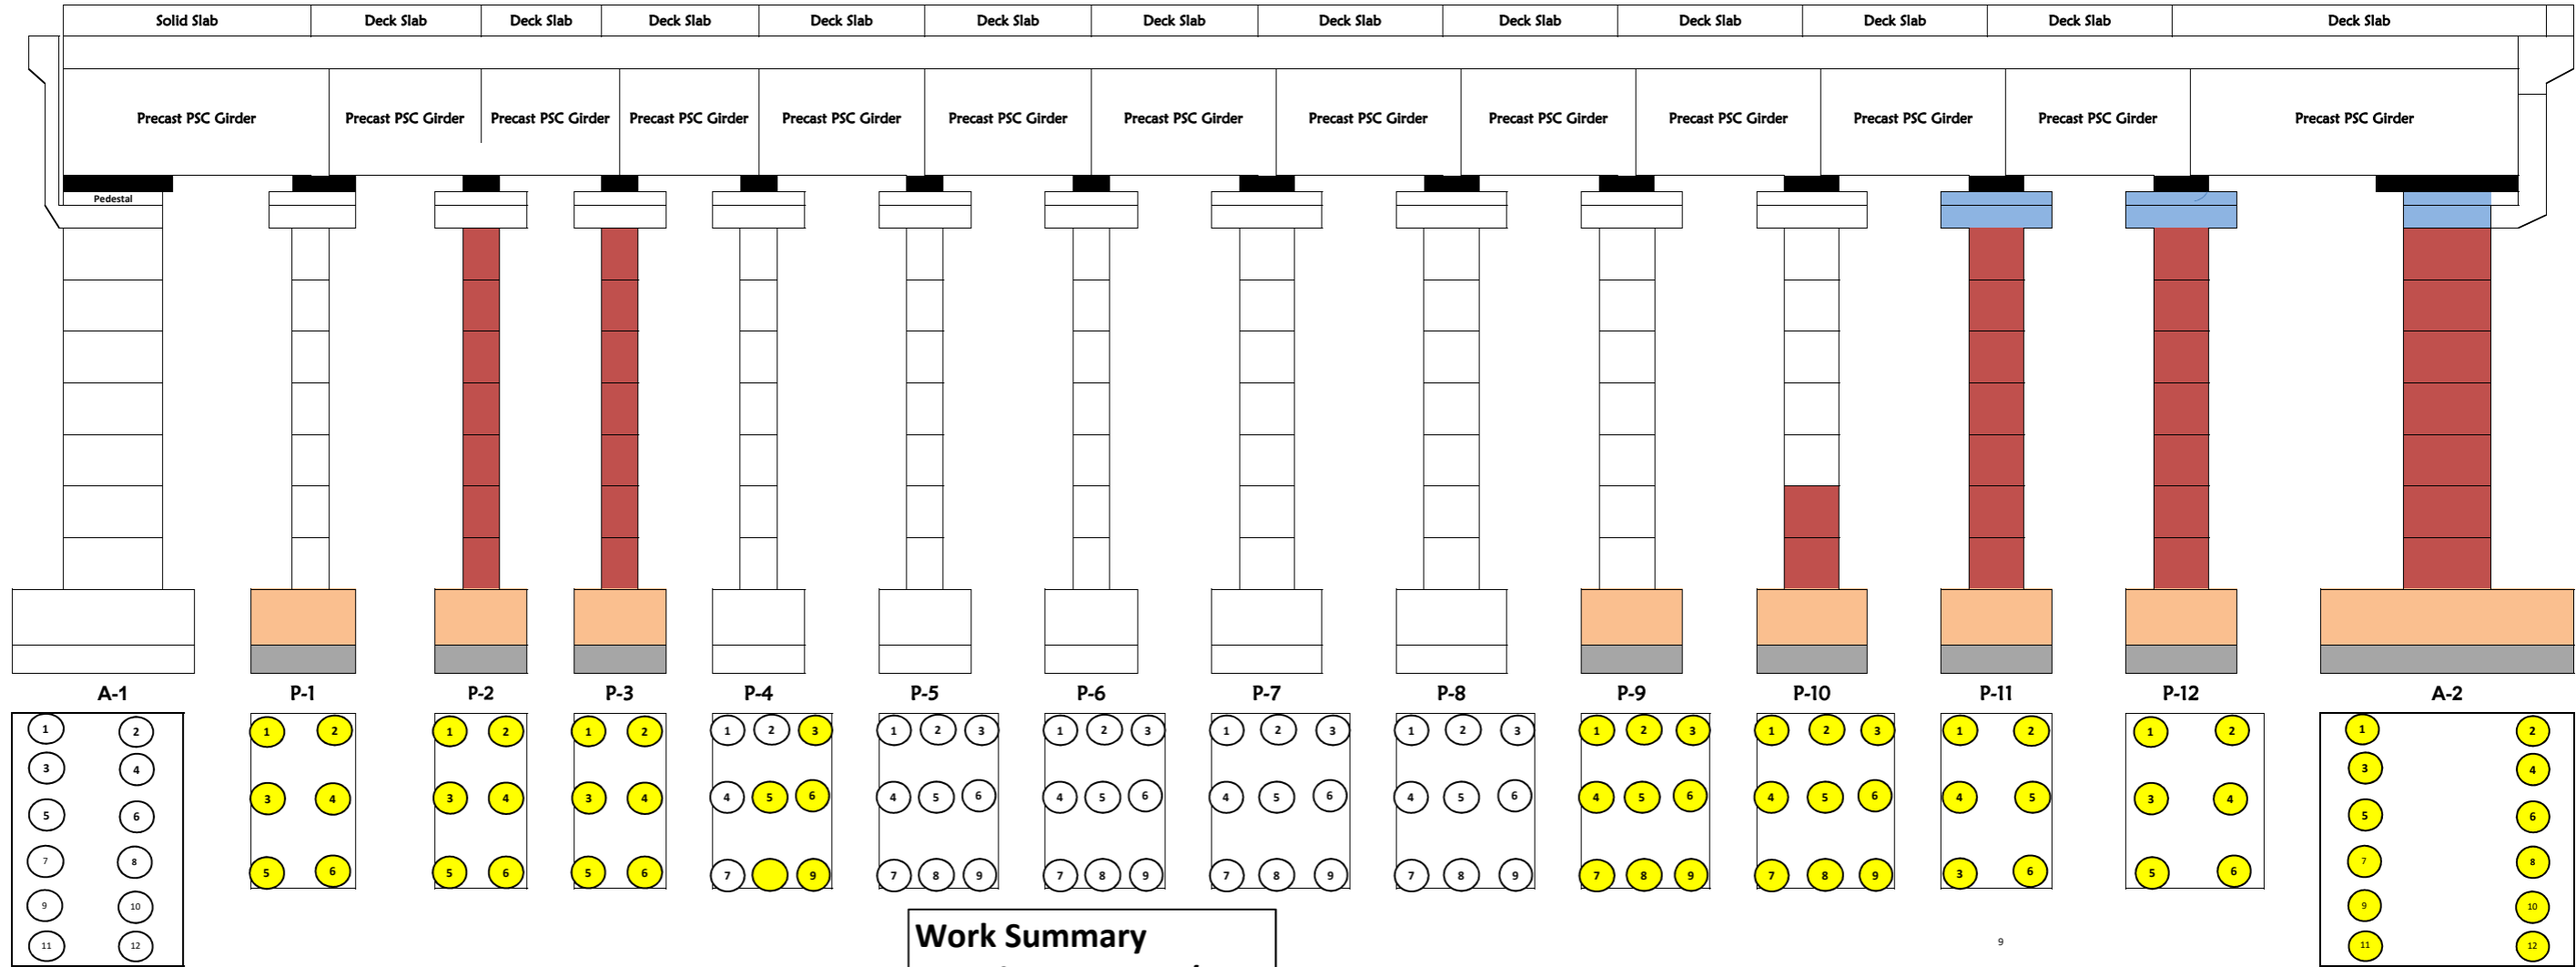 Solid Slab Deck Slab Deck Slab Deck Slab Deck Slab Deck Slab Deck Slab Deck Slab Deck Slab Deck Slab Deck Slab Deck Slab Deck Slab
Precast PSC Girder Precast PSC Girder Precast PSC Girder Precast PSC Girder Precast PSC Girder Precast PSC Girder Precast PSC Girder Precast PSC Girder Precast PSC Girder Precast PSC Girder Precast PSC Girder Precast PSC Girder Precast PSC Girder
Pedestal
A-1 P-1 P-2 P-3 P-4 P-5 P-6 P-7 P-8 P-9 P-10 P-11 P-12 A-2
1 2 1 2 1 2 1 2 1 2 3 1 2 3 1 2 3 1 2 3 1 2 3 1 2 3 1 2 3 1 2 1 2 1 2
3 4 3 4
3 4 3 4 3 4 4 5 6 4 5 6 4 5 6 4 5 6 4 5 6 4 5 6 4 5 6 4 5 3 4
5 6 5 6
7 8 7 8
5 6 5 6 5 6 7 9 7 8 9 7 8 9 7 8 9 7 8 9 7 8 9 7 8 9 3 6 5 6
9 10 9 10
11 12 9 11 12
Work Summary